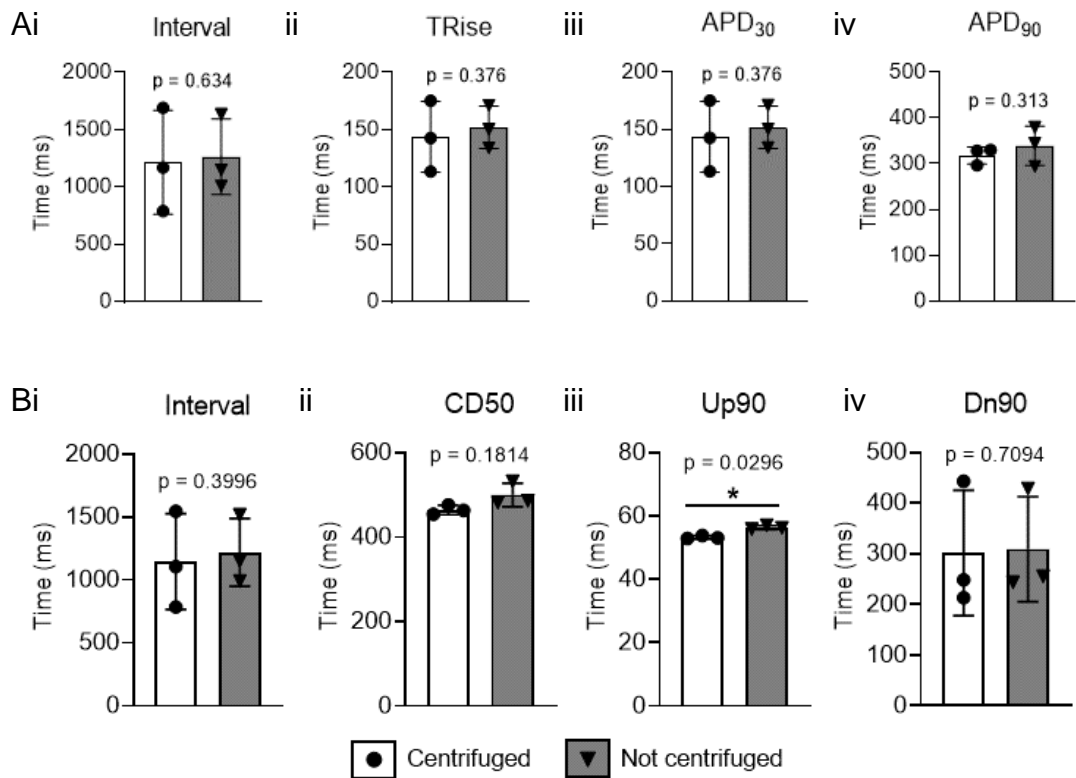 Ai Interval ii TRise iii APD30 iv APD90
p = 0.634 p = 0.376 p = 0.376 p = 0.313
Time (ms) 2000 1500 1000 500 0
Time (ms) 200 150 100 50 0
Time (ms) 200 150 100 50 0
Time (ms) 500 400 300 200 100 0
Bi Interval ii CD50 iii Up90 iv Dn90
p = 0.3996 p = 0.1814 p = 0.0296 p = 0.7094
*
Time (ms) 2000 1500 1000 500 0
Time (ms) 600 400 200 0
Time (ms) 80 60 40 20 0
Time (ms) 500 400 300 200 100 0
Centrifuged Not centrifuged